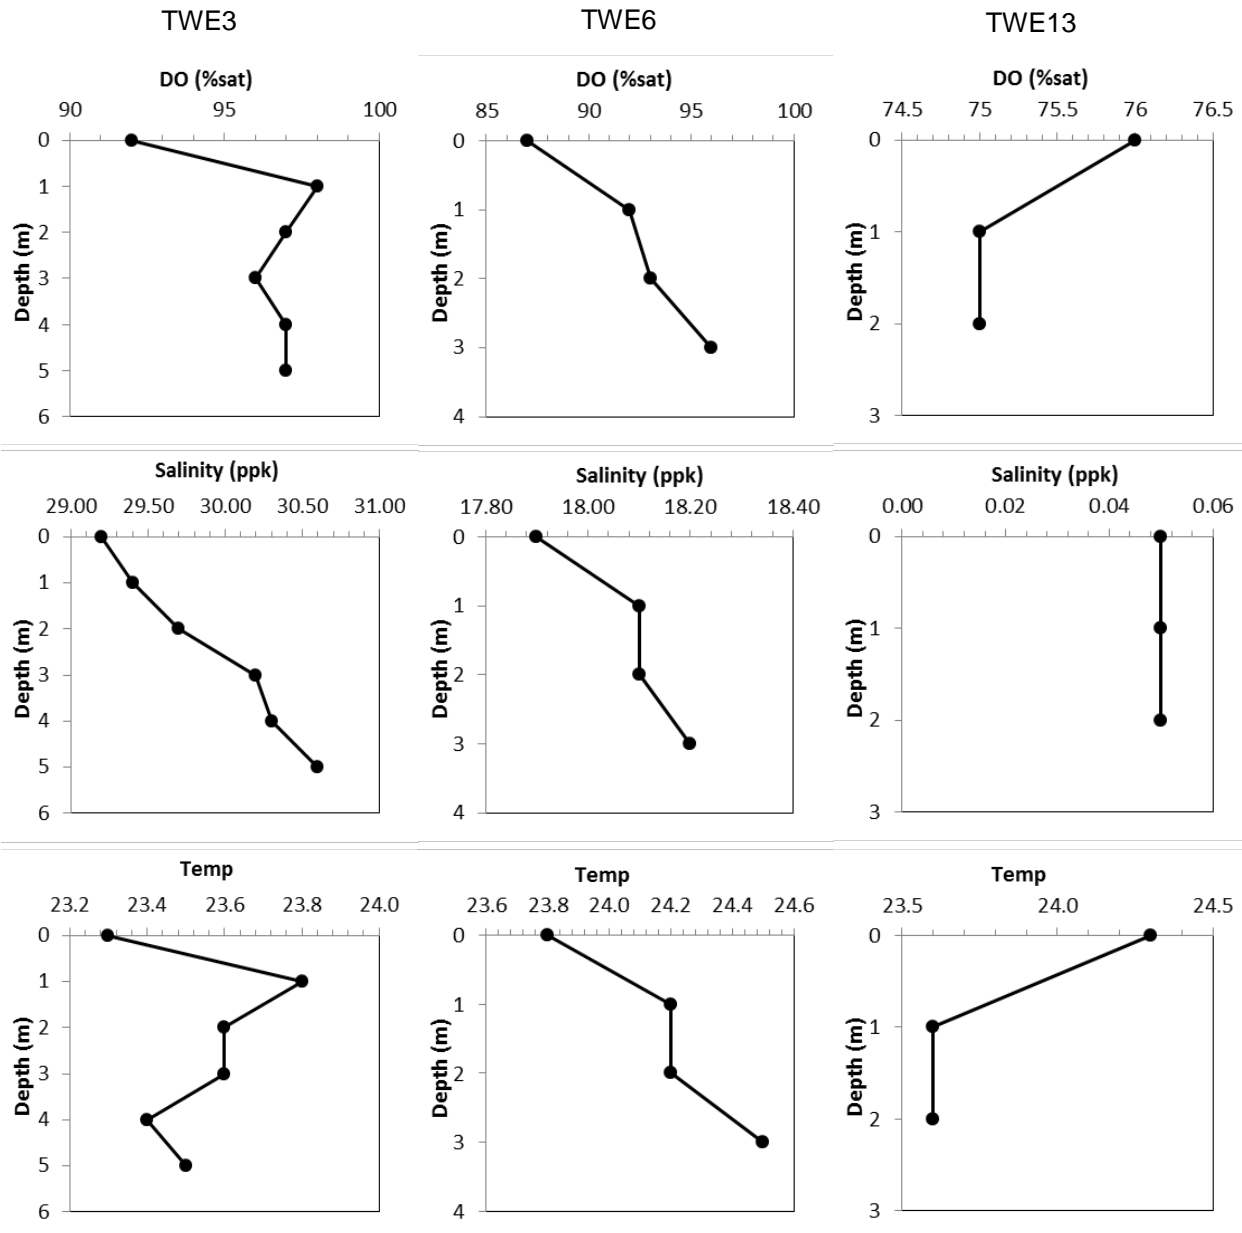 TWE3 TWE6 TWE13
DO (%sat) DO (%sat) DO (%sat)
90 95 100 85 90 95 100 74.5 75 75.5 76 76.5
0 0 0
1 1 1
2 2 2
3 3 3
4 4
5
6
Depth (m) Depth (m) Depth (m)
Salinity (ppk) Salinity (ppk) Salinity (ppk)
29.00 29.50 30.00 30.50 31.00 17.80 18.00 18.20 18.40 0.00 0.02 0.04 0.06
0 0 0
1 1 1
2 2 2
3 3 3
4 4
5
6
Depth (m) Depth (m) Depth (m)
Temp Temp Temp
23.2 23.4 23.6 23.8 24.0 23.6 23.8 24.0 24.2 24.4 24.6 23.5 24.0 24.5
0 0 0
1 1 1
2 2 2
3 3 3
4 4
5
6
Depth (m) Depth (m) Depth (m)